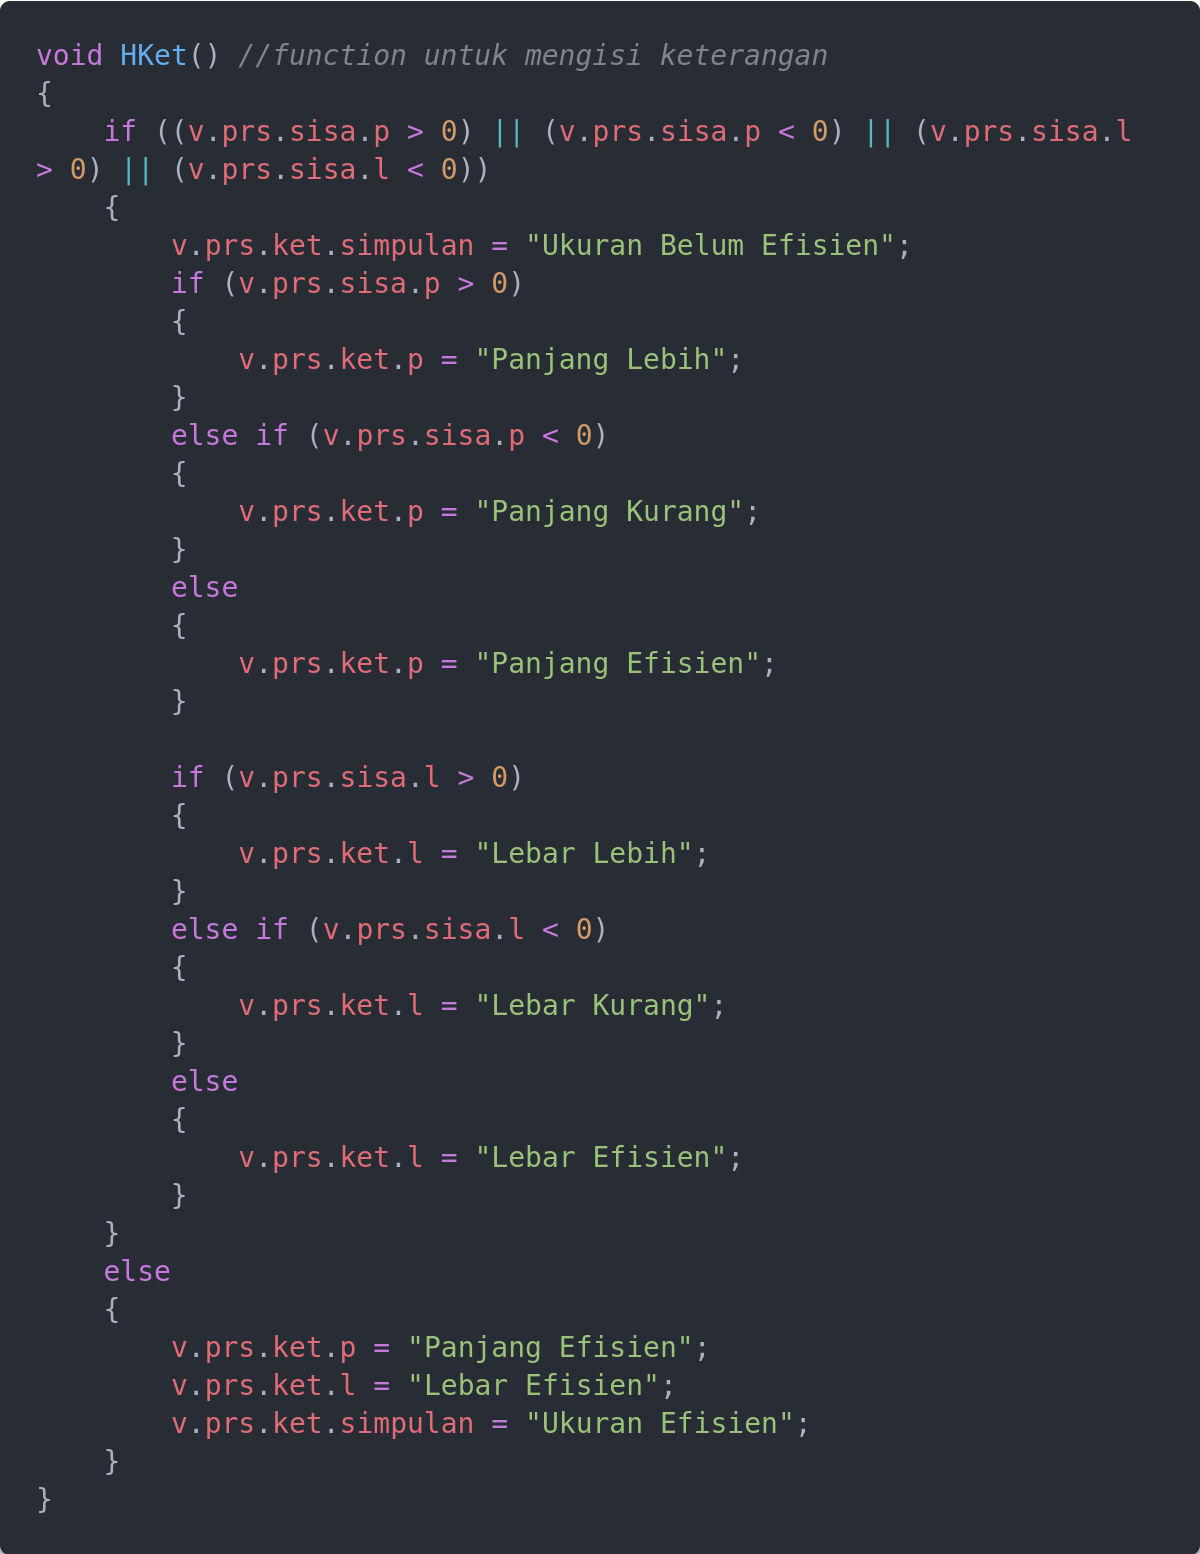 void HKet() //function untuk mengisi keterangan
{
    if ((v.prs.sisa.p > 0) || (v.prs.sisa.p < 0) || (v.prs.sisa.l
> 0) || (v.prs.sisa.l < 0))
    {
        v.prs.ket.simpulan = "Ukuran Belum Efisien";
        if (v.prs.sisa.p > 0)
        {
            v.prs.ket.p = "Panjang Lebih";
        }
        else if (v.prs.sisa.p < 0)
        {
            v.prs.ket.p = "Panjang Kurang";
        }
        else
        {
            v.prs.ket.p = "Panjang Efisien";
        }

        if (v.prs.sisa.l > 0)
        {
            v.prs.ket.l = "Lebar Lebih";
        }
        else if (v.prs.sisa.l < 0)
        {
            v.prs.ket.l = "Lebar Kurang";
        }
        else
        {
            v.prs.ket.l = "Lebar Efisien";
        }
    }
    else
    {
        v.prs.ket.p = "Panjang Efisien";
        v.prs.ket.l = "Lebar Efisien";
        v.prs.ket.simpulan = "Ukuran Efisien";
    }
}